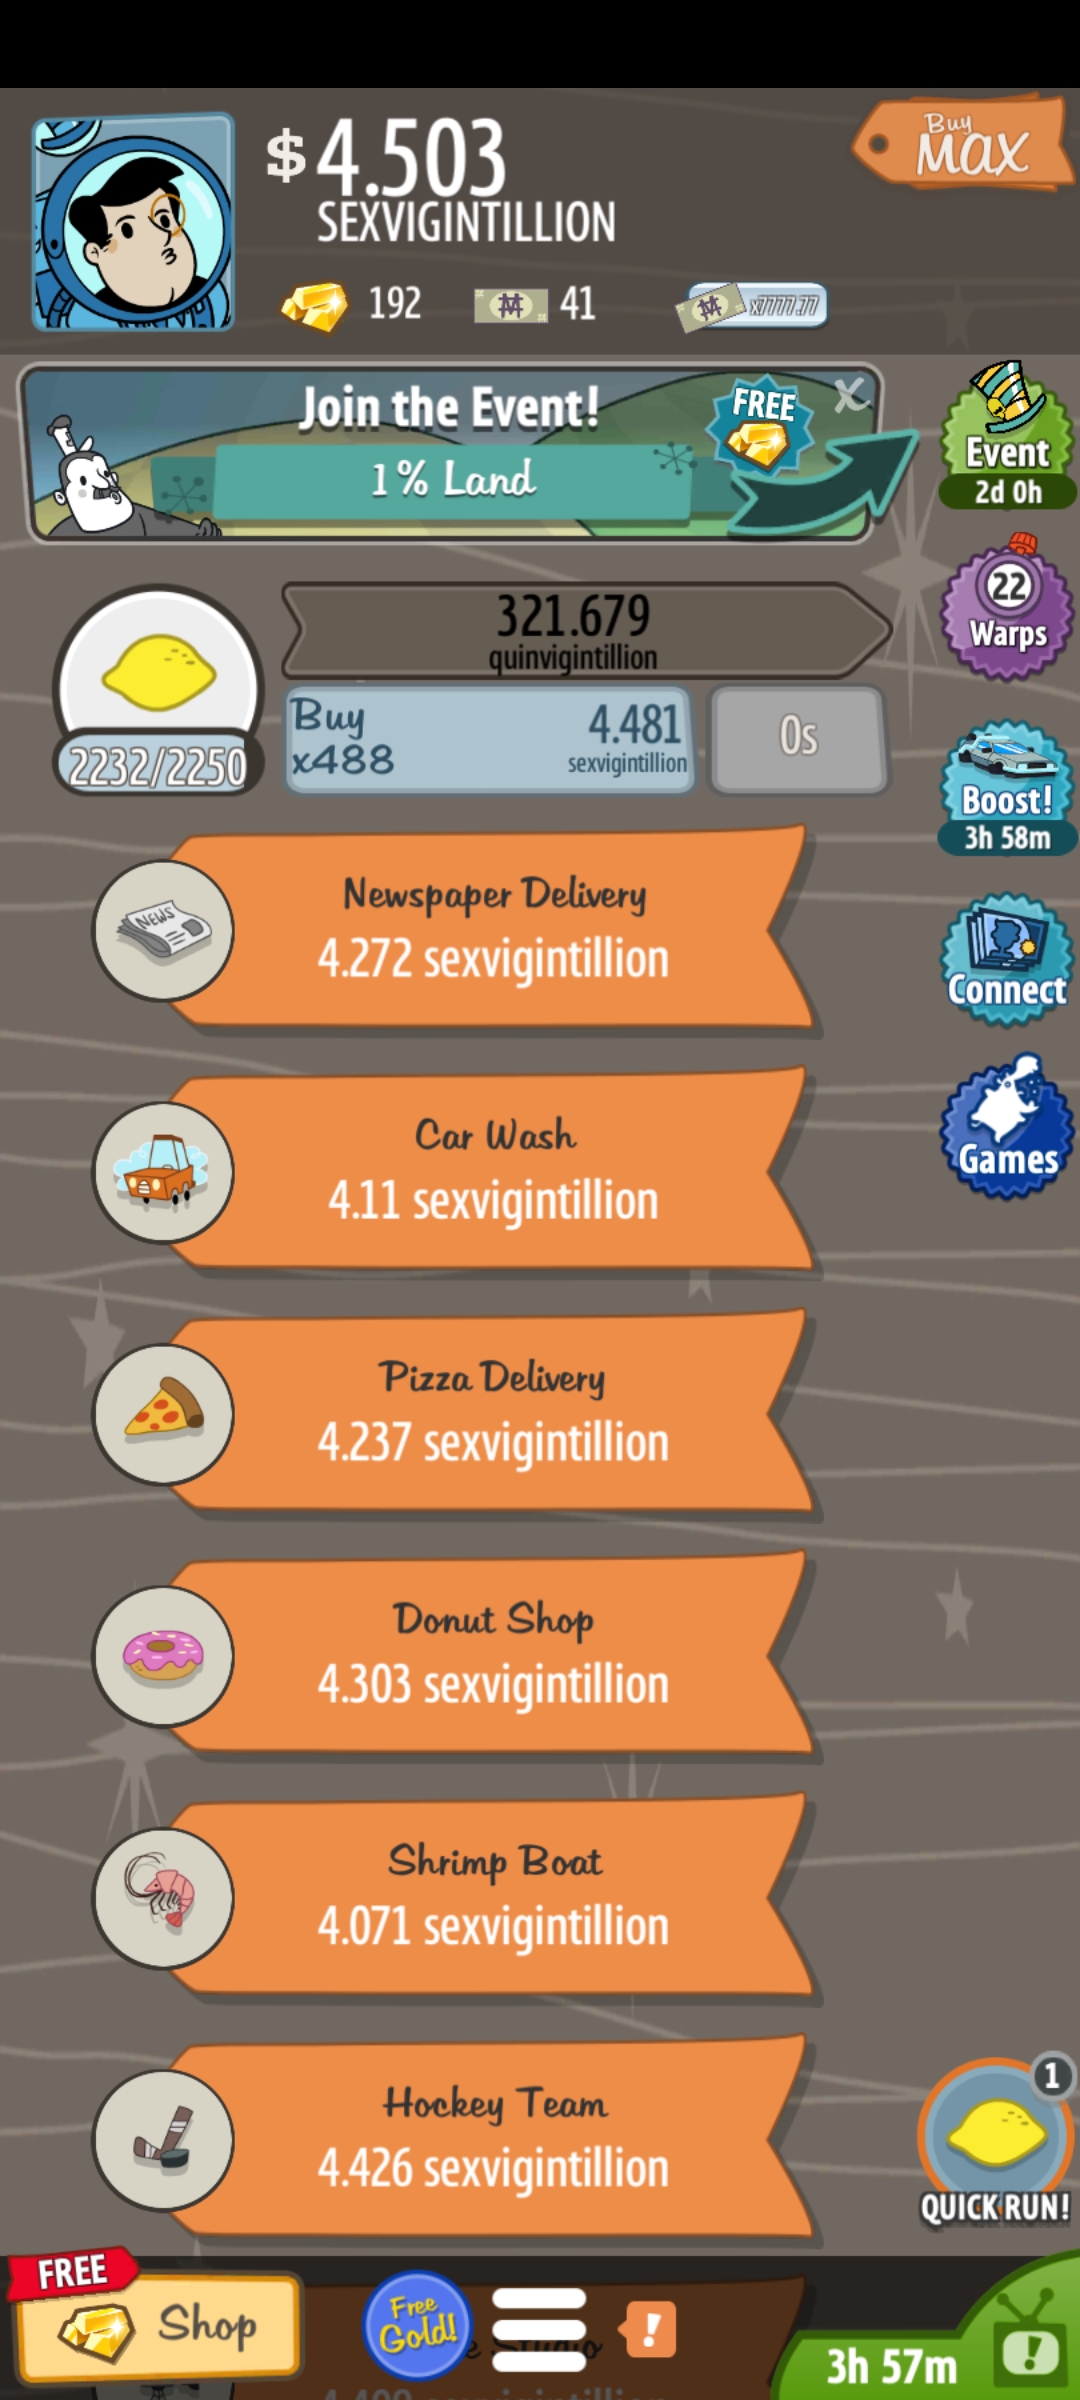 $4.503
SEXVIGINTILLION
Buy
MAX
192
41
x7777.77
Join the Event!
1% Land
FREE
X
Event
2d 0h
321.679
quinvigintillion
22
Warps
Buy
x488
4.481
sexvigintillion
0s
2232/2250
Boost!
3h 58m
Newspaper Delivery
4.272 sexvigintillion
NEWS
Connect
Car Wash
4.11 sexvigintillion
Games
Pizza Delivery
4.237 sexvigintillion
Donut Shop
4.303 sexvigintillion
Shrimp Boat
4.071 sexvigintillion
Hockey Team
4.426 sexvigintillion
1
QUICK RUN!
FREE
Shop
Free
Gold!
!
3h 57m
!